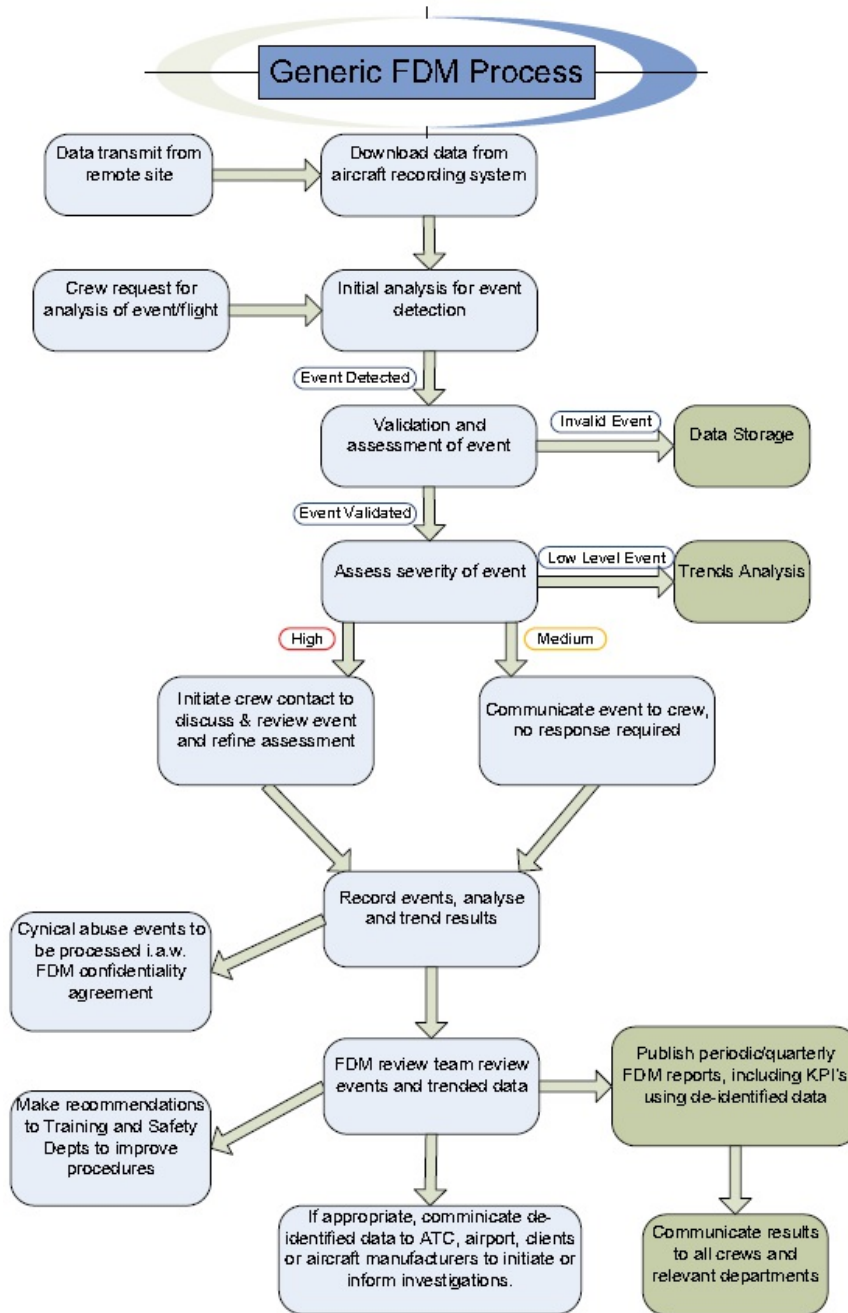 Generic FDM Process
Data transmit from
remote site
Download data from
aircraft recording system
Crew request for
analysis of event/flight
Initial analysis for event
detection
Event Detected
Validation and
assessment of event
Invalid Event
Data Storage
Event Validated
Assess severity of event
Low Level Event
Trends Analysis
High
Medium
Initiate crew contact to
discuss & review event
and refine assessment
Communicate event to crew,
no response required
Record events, analyse
and trend results
Cynical abuse events to
be processed i.a.w.
FDM confidentiality
agreement
FDM review team review
events and trended data
Publish periodic/quarterly
FDM reports, including KPI's
using de-identified data
Make recommendations
to Training and Safety
Depts to improve
procedures
If appropriate, comminicate de-
identified data to ATC, airport, clients
or aircraft manufacturers to initiate or
inform investigations.
Communicate results
to all crews and
relevant departments